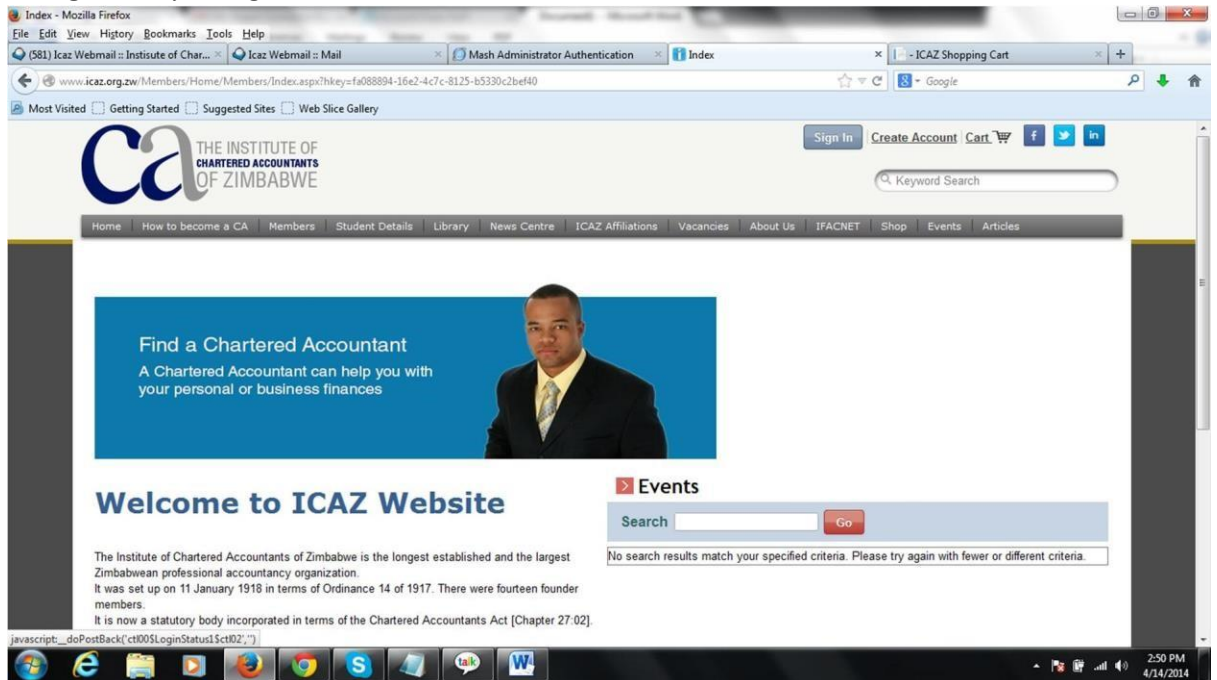 Index - Mozilla Firefox
File Edit View History Bookmarks Tools Help
(581) Icaz Webmail :: Instisute of Char... × Icaz Webmail :: Mail × Mash Administrator Authentication × Index × - ICAZ Shopping Cart × +
www.icaz.org.zw/Members/Home/Members/Index.aspx?hkey=fa088894-16e2-4c7c-8125-b5330c2bef40 Google
Most Visited Getting Started Suggested Sites Web Slice Gallery
Sign In Create Account Cart f in
ca THE INSTITUTE OF
CHARTERED ACCOUNTANTS
OF ZIMBABWE
Keyword Search
Home How to become a CA Members Student Details Library News Centre ICAZ Affiliations Vacancies About Us IFACNET Shop Events Articles
Find a Chartered Accountant
A Chartered Accountant can help you with
your personal or business finances
Welcome to ICAZ Website
The Institute of Chartered Accountants of Zimbabwe is the longest established and the largest
Zimbabwean professional accountancy organization.
It was set up on 11 January 1918 in terms of Ordinance 14 of 1917. There were fourteen founder
members.
It is now a statutory body incorporated in terms of the Chartered Accountants Act [Chapter 27:02].
Events
Search Go
No search results match your specified criteria. Please try again with fewer or different criteria.
javascript:__doPostBack('ctl00$LoginStatus1$ctl02','')
talk
2:50 PM
4/14/2014